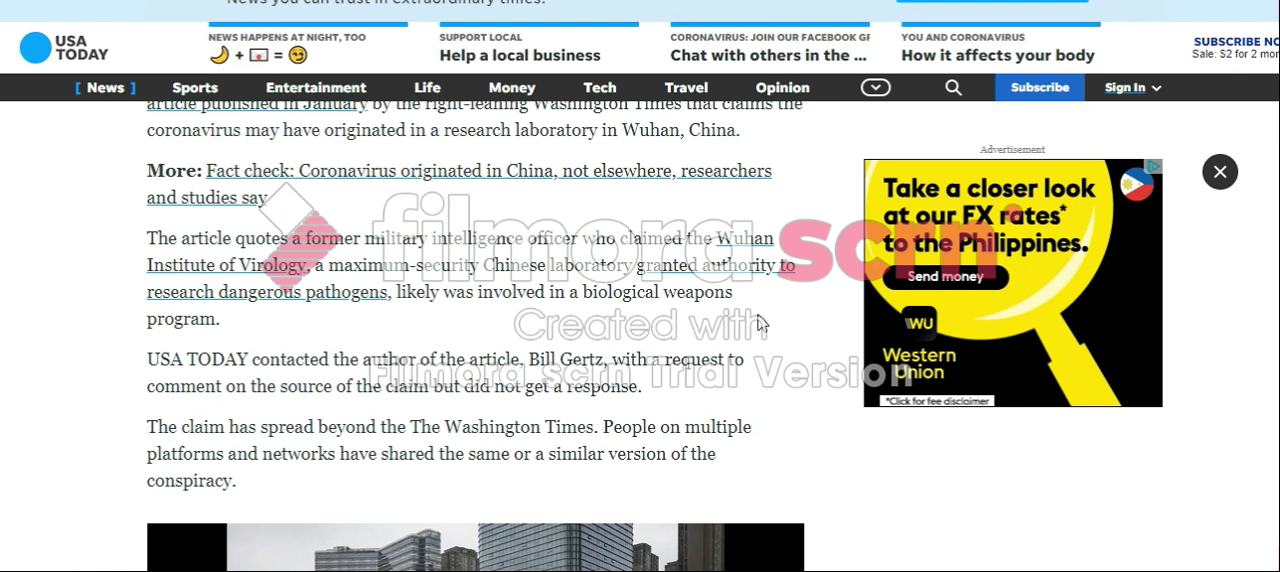 News you can trust in extraordinary times.
USA
TODAY
NEWS HAPPENS AT NIGHT, TOO
SUPPORT LOCAL
Help a local business
CORONAVIRUS: JOIN OUR FACEBOOK GR
Chat with others in the ...
YOU AND CORONAVIRUS
How it affects your body
SUBSCRIBE NO
Sale: $2 for 2 mon
[ News ] Sports Entertainment Life Money Tech Travel Opinion Subscribe Sign In
article published in January by the right-leaning Washington Times that claims the
coronavirus may have originated in a research laboratory in Wuhan, China.
More: Fact check: Coronavirus originated in China, not elsewhere, researchers
and studies say
The article quotes a former military intelligence officer who claimed the Wuhan
Institute of Virology, a maximum-security Chinese laboratory granted authority to
research dangerous pathogens, likely was involved in a biological weapons
program.
USA TODAY contacted the author of the article, Bill Gertz, with a request to
comment on the source of the claim but did not get a response.
The claim has spread beyond the The Washington Times. People on multiple
platforms and networks have shared the same or a similar version of the
conspiracy.
filmora scrn
Created with
Filmora scrn Trial Version
Advertisement
Take a closer look
at our FX rates*
to the Philippines.
Send money
WU
Western
Union
*Click for fee disclaimer